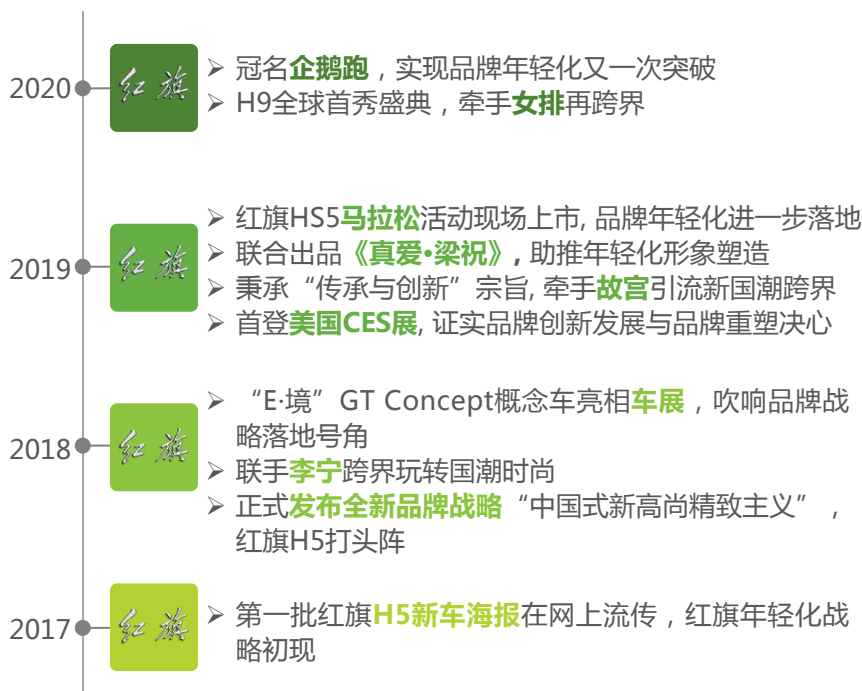 2020
红旗
➢ 冠名企鹅跑，实现品牌年轻化又一次突破
➢ H9全球首秀盛典，牵手女排再跨界
2019
红旗
➢ 红旗HS5马拉松活动现场上市, 品牌年轻化进一步落地
➢ 联合出品《真爱•梁祝》, 助推年轻化形象塑造
➢ 秉承“传承与创新”宗旨, 牵手故宫引流新国潮跨界
➢ 首登美国CES展, 证实品牌创新发展与品牌重塑决心
2018
红旗
➢ “E·境”GT Concept概念车亮相车展，吹响品牌战
略落地号角
➢ 联手李宁跨界玩转国潮时尚
➢ 正式发布全新品牌战略“中国式新高尚精致主义”，
红旗H5打头阵
2017
红旗
➢ 第一批红旗H5新车海报在网上流传，红旗年轻化战
略初现